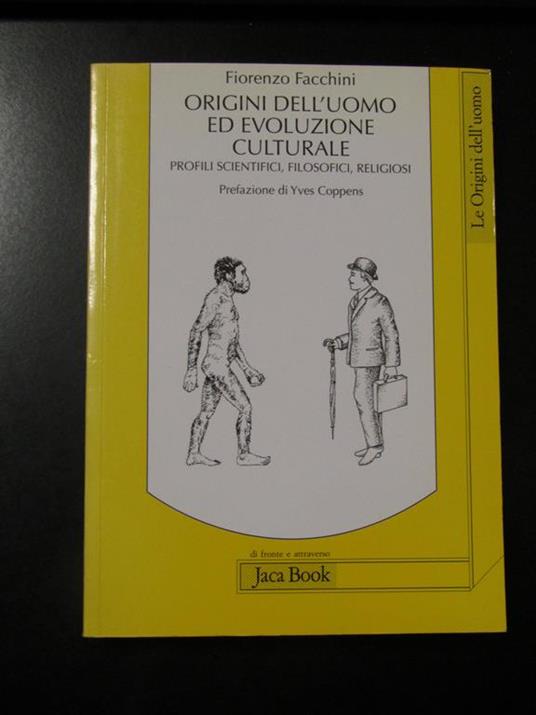 Fiorenzo Facchini
ORIGINI DELL'UOMO
ED EVOLUZIONE
CULTURALE
PROFILI SCIENTIFICI, FILOSOFICI, RELIGIOSI
Prefazione di Yves Coppens
Le Origini dell'uomo
di fronte e attraverso
Jaca Book